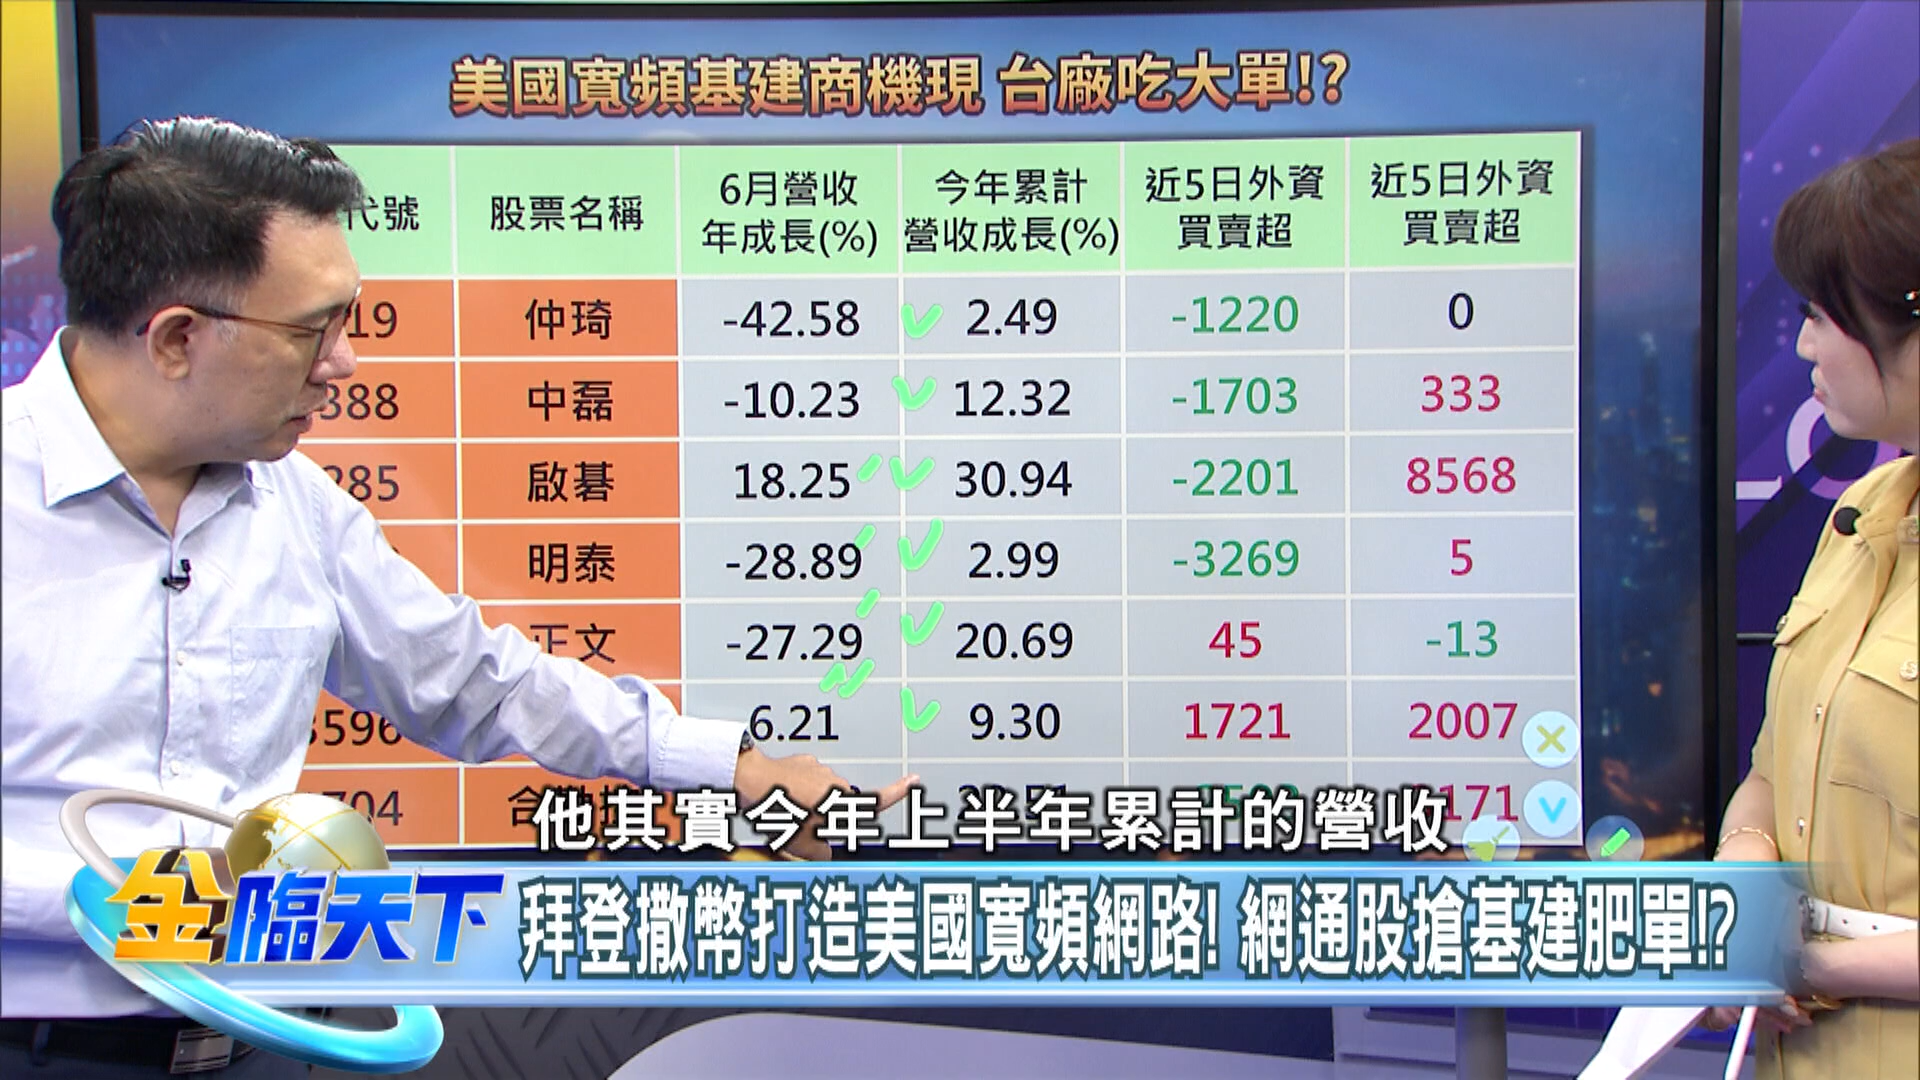 美國寬頻基建商機現 台廠吃大單!?
代號 股票名稱 6月營收年成長(%) 今年累計營收成長(%) 近5日外資買賣超 近5日外資買賣超
19 仲琦 -42.58 2.49 -1220 0
388 中磊 -10.23 12.32 -1703 333
285 啟碁 18.25 30.94 -2201 8568
明泰 -28.89 2.99 -3269 5
正文 -27.29 20.69 45 -13
3596 6.21 9.30 1721 2007
704 合 171
他其實今年上半年累計的營收
金臨天下
拜登撒幣打造美國寬頻網路! 網通股搶基建肥單!?